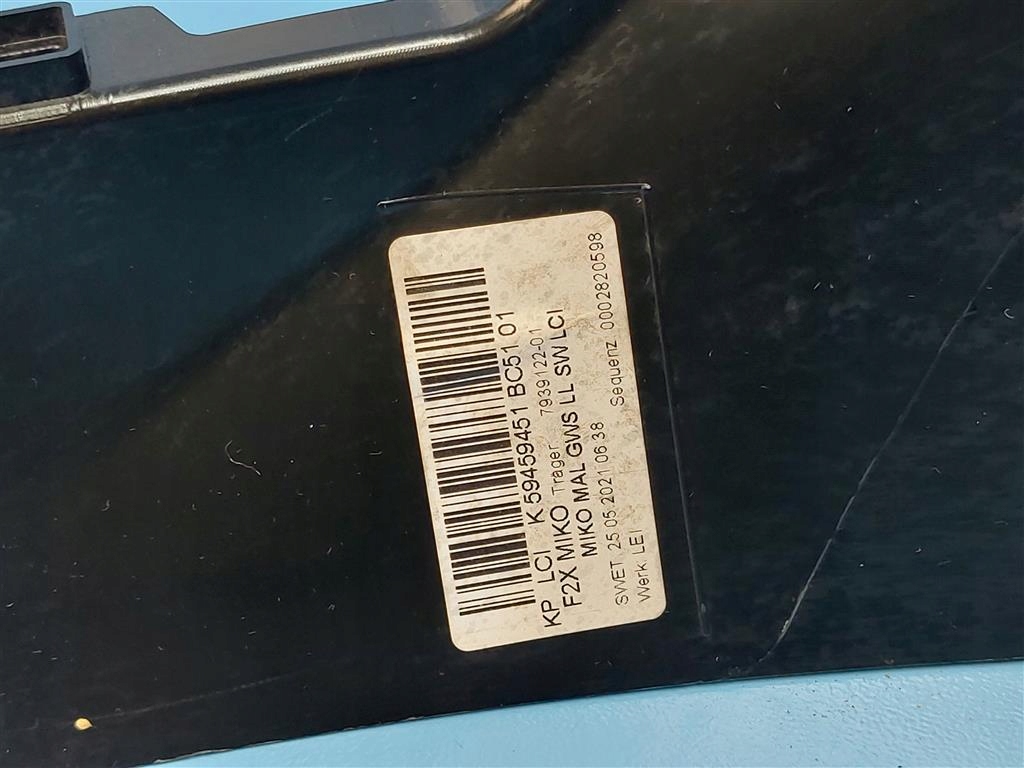 KP LCI K 59459451 BC51 01
F2X MIKO Träger 7939122-01
MIKO MAL GWS LL SW LCI
SWET 25.05.2021 06:38 Sequenz 0002820598
Werk LEI